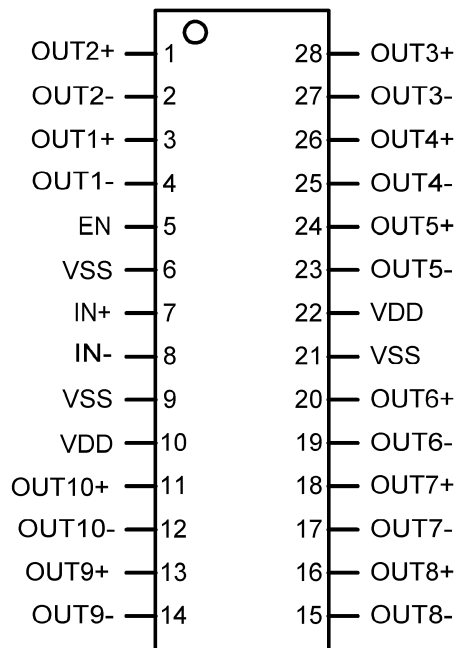 OUT2+ 1 28 OUT3+
OUT2- 2 27 OUT3-
OUT1+ 3 26 OUT4+
OUT1- 4 25 OUT4-
EN 5 24 OUT5+
VSS 6 23 OUT5-
IN+ 7 22 VDD
IN- 8 21 VSS
VSS 9 20 OUT6+
VDD 10 19 OUT6-
OUT10+ 11 18 OUT7+
OUT10- 12 17 OUT7-
OUT9+ 13 16 OUT8+
OUT9- 14 15 OUT8-